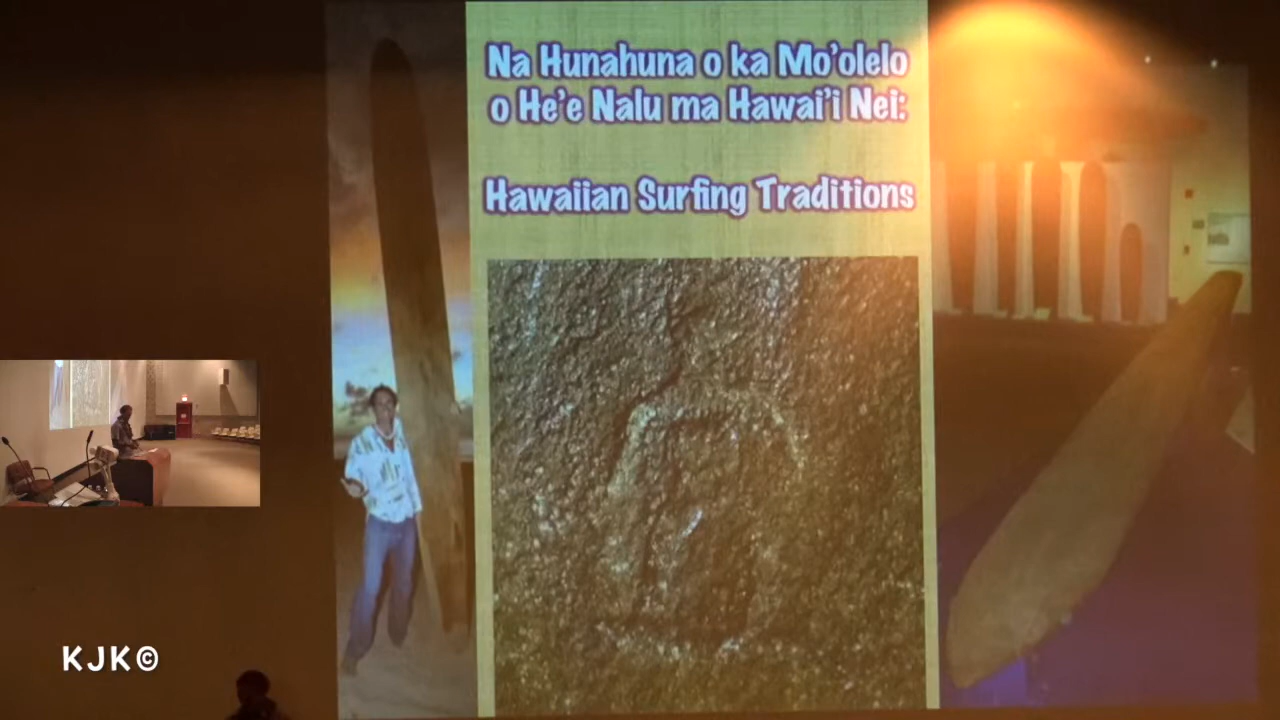 Na Hunahuna o ka Mo'olelo
o He'e Nalu ma Hawai'i Nei:
Hawaiian Surfing Traditions
KJK©